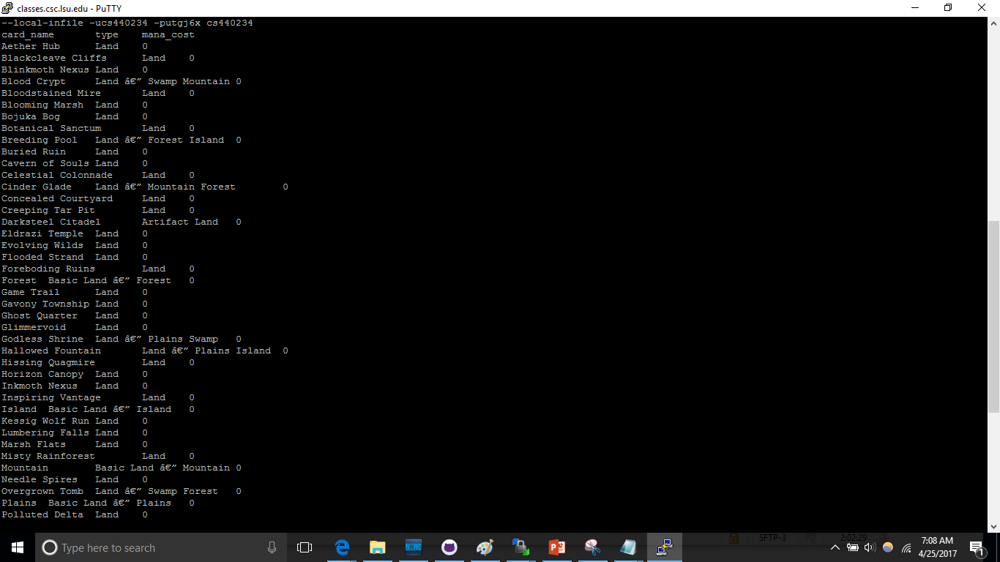 classes.csc.lsu.edu - PuTTY
--local-infile -ucs440234 -putgj6x cs440234
card_name type mana_cost
Aether Hub Land 0
Blackcleave Cliffs Land 0
Blinkmoth Nexus Land 0
Blood Crypt Land â€” Swamp Mountain 0
Bloodstained Mire Land 0
Blooming Marsh Land 0
Bojuka Bog Land 0
Botanical Sanctum Land 0
Breeding Pool Land â€” Forest Island 0
Buried Ruin Land 0
Cavern of Souls Land 0
Celestial Colonnade Land 0
Cinder Glade Land â€” Mountain Forest 0
Concealed Courtyard Land 0
Creeping Tar Pit Land 0
Darksteel Citadel Artifact Land 0
Eldrazi Temple Land 0
Evolving Wilds Land 0
Flooded Strand Land 0
Foreboding Ruins Land 0
Forest Basic Land â€” Forest 0
Game Trail Land 0
Gavony Township Land 0
Ghost Quarter Land 0
Glimmervoid Land 0
Godless Shrine Land â€” Plains Swamp 0
Hallowed Fountain Land â€” Plains Island 0
Hissing Quagmire Land 0
Horizon Canopy Land 0
Inkmoth Nexus Land 0
Inspiring Vantage Land 0
Island Basic Land â€” Island 0
Kessig Wolf Run Land 0
Lumbering Falls Land 0
Marsh Flats Land 0
Misty Rainforest Land 0
Mountain Basic Land â€” Mountain 0
Needle Spires Land 0
Overgrown Tomb Land â€” Swamp Forest 0
Plains Basic Land â€” Plains 0
Polluted Delta Land 0
SFTP-3 2:02:29
Type here to search
7:08 AM
4/25/2017
1